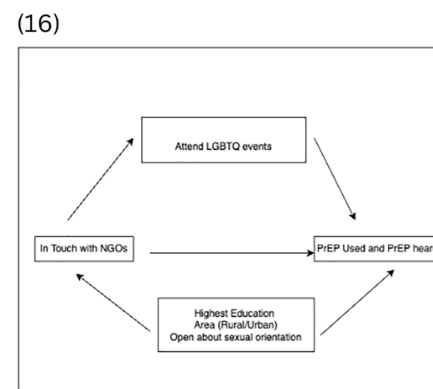 (16)
Attend LGBTQ events
In Touch with NGOs
PrEP Used and PrEP hear
Highest Education
Area (Rural/Urban)
Open about sexual orientation